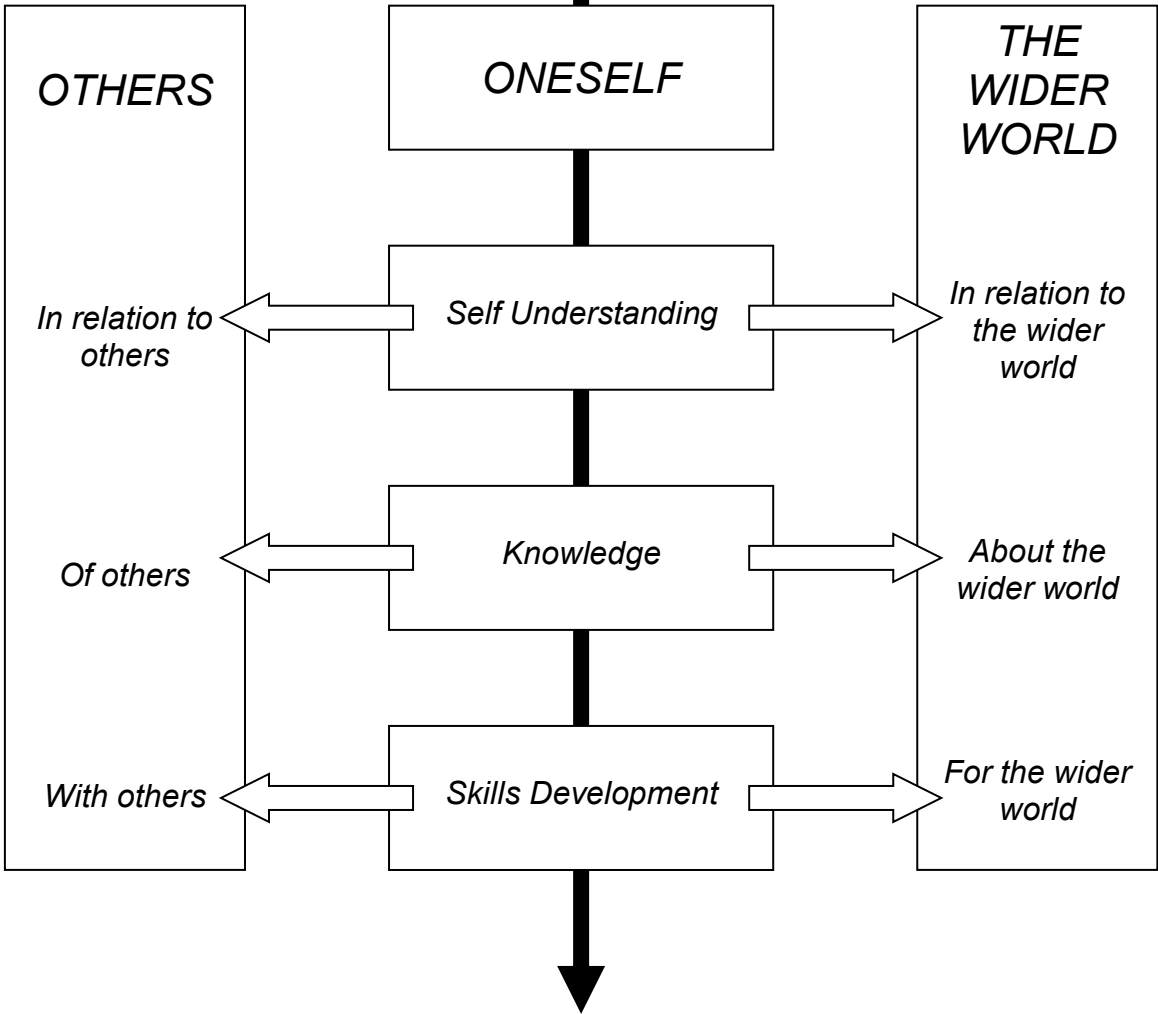 OTHERS
ONESELF
THE
WIDER
WORLD
In relation to
others
Self Understanding
In relation to
the wider
world
Of others
Knowledge
About the
wider world
With others
Skills Development
For the wider
world